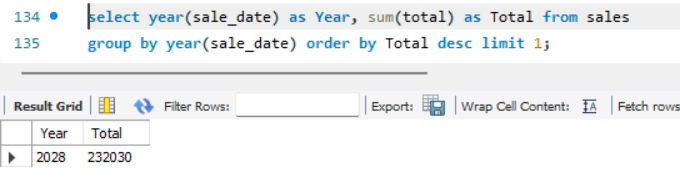 134 select year(sale_date) as Year, sum(total) as Total from sales
135 group by year(sale_date) order by Total desc limit 1;
Result Grid Filter Rows: Export: Wrap Cell Content: IA Fetch rows
Year Total
2028 232030